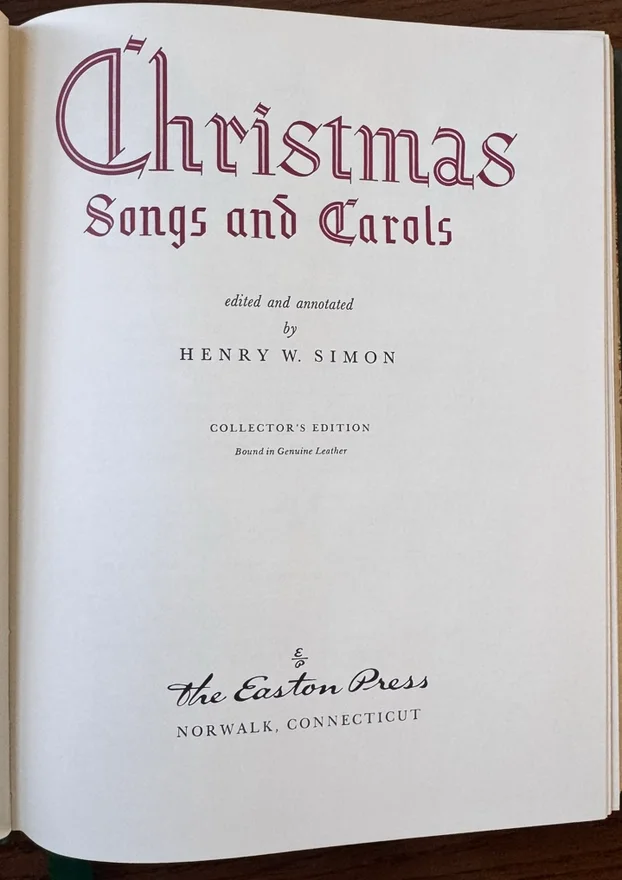 Christmas
Songs and Carols
edited and annotated
by
HENRY W. SIMON
COLLECTOR'S EDITION
Bound in Genuine Leather
E
P
the Easton Press
NORWALK, CONNECTICUT